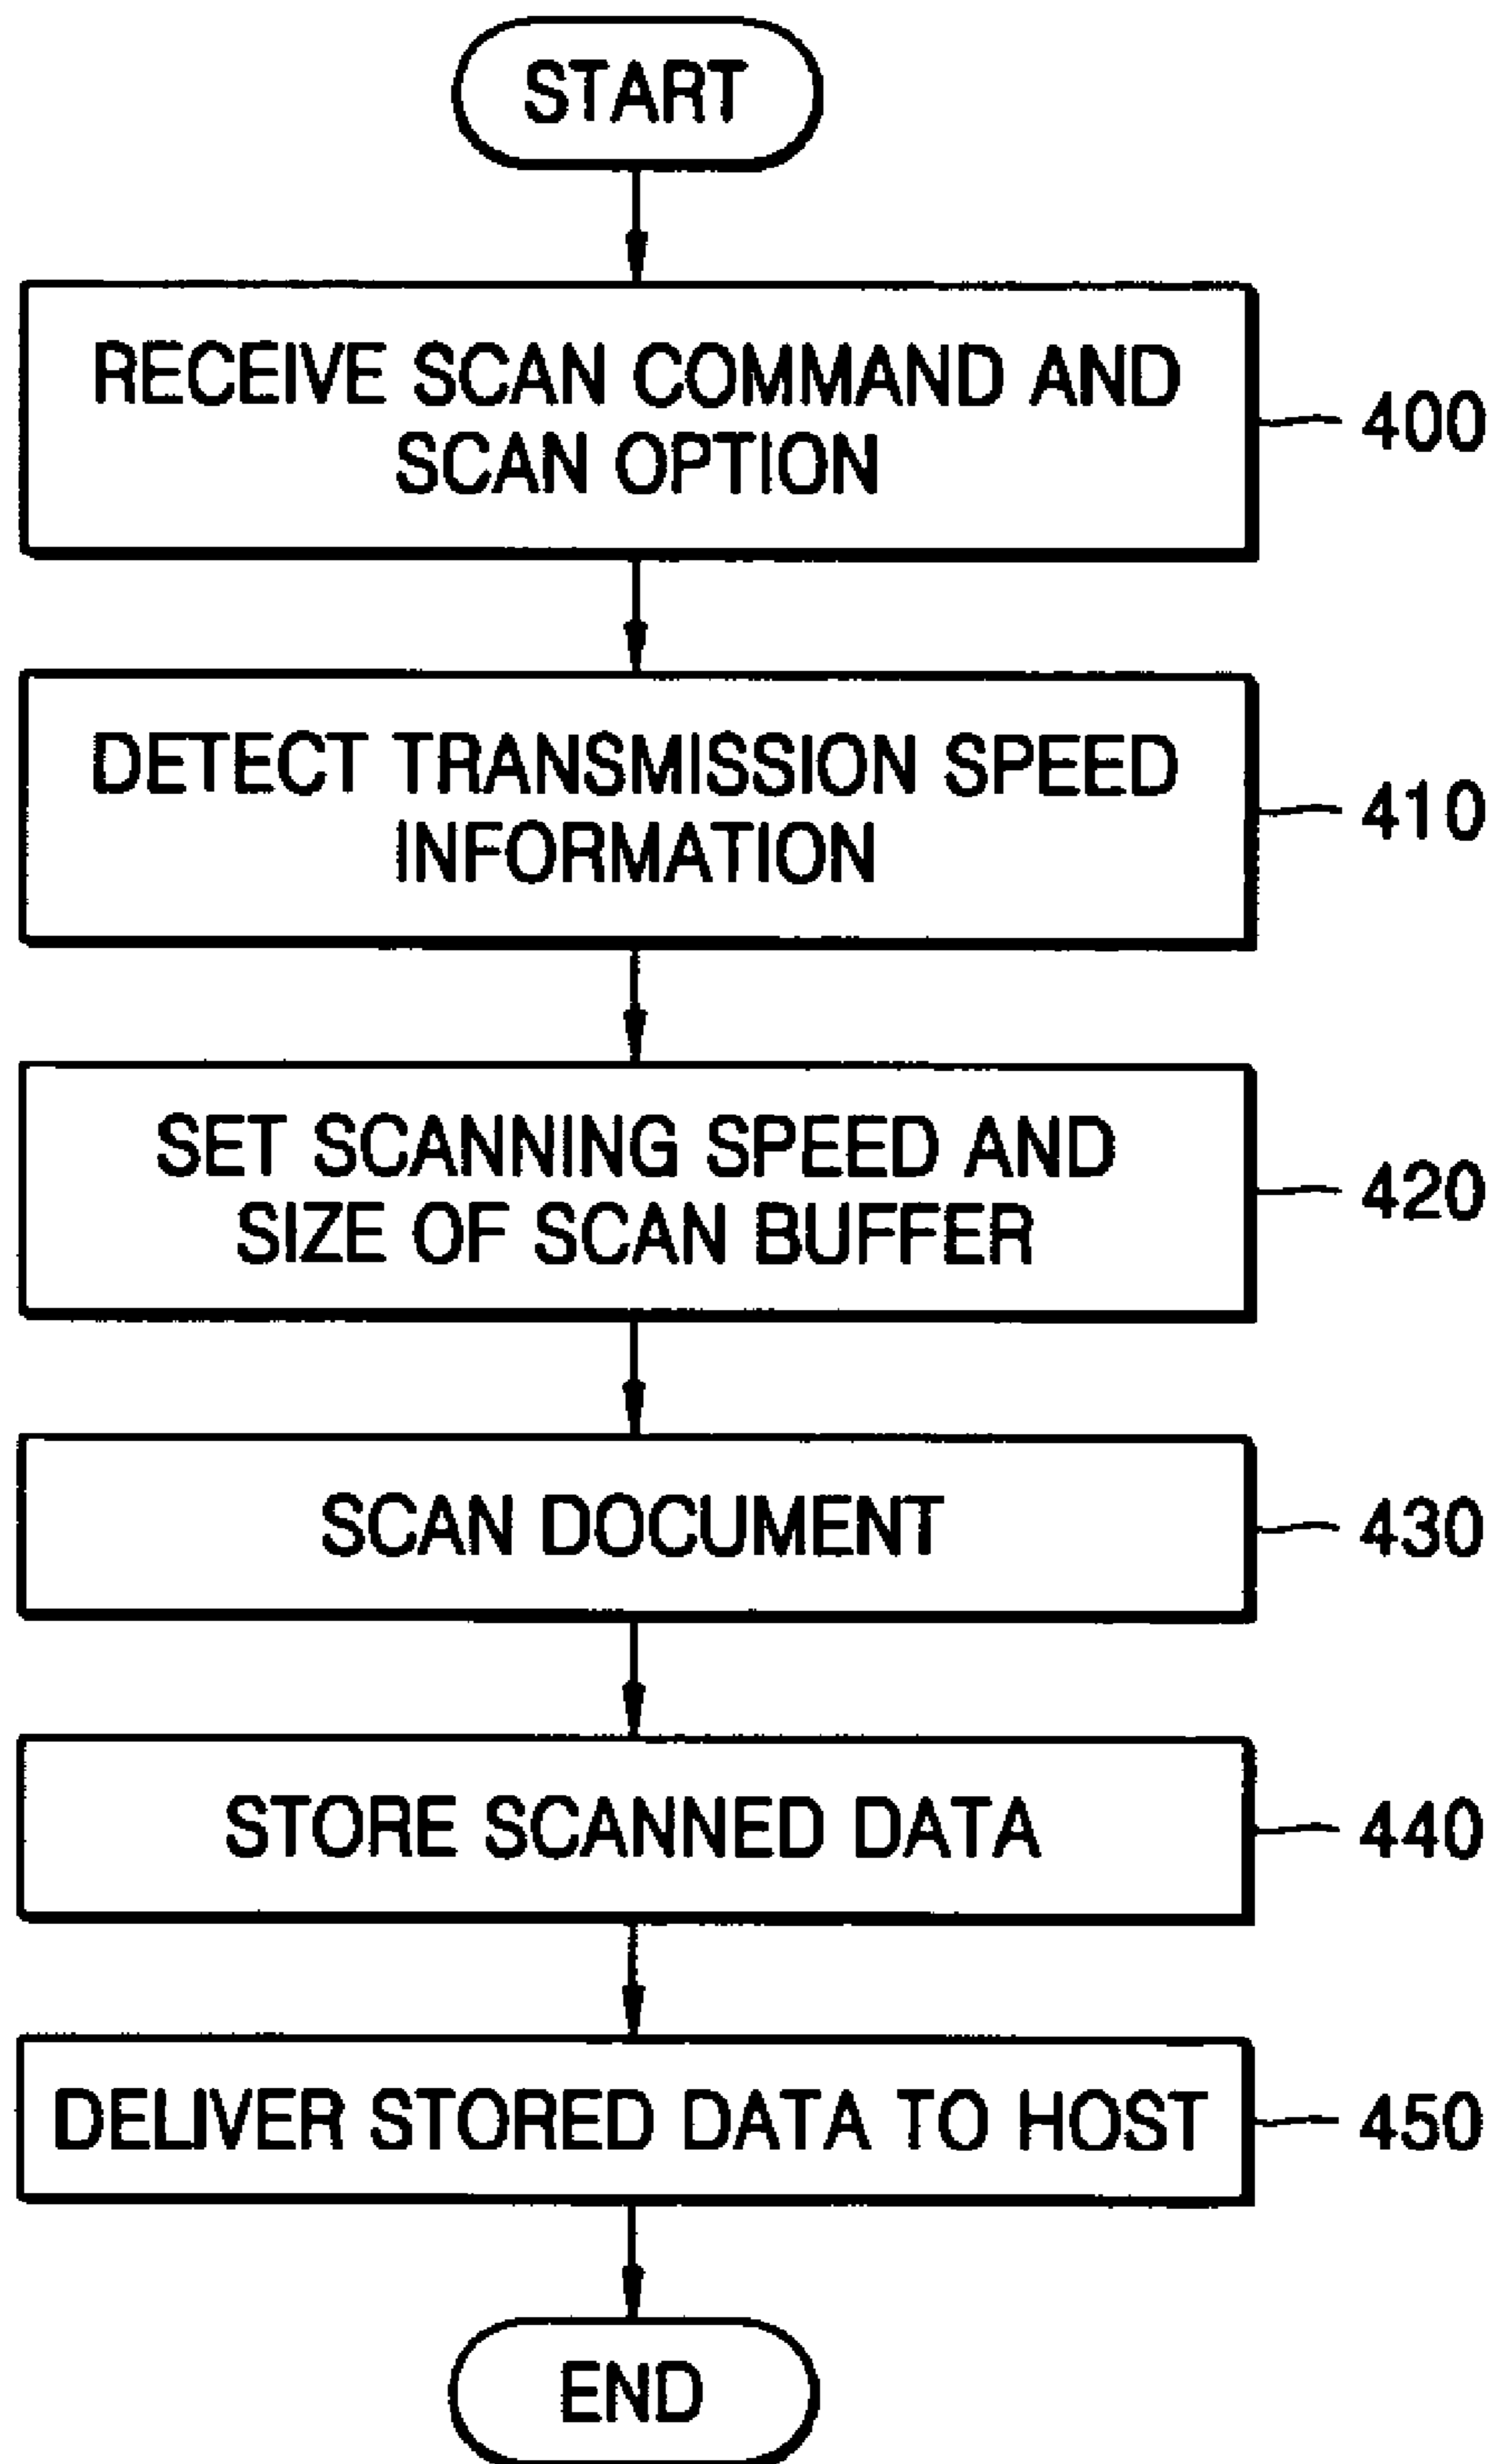 START
RECEIVE SCAN COMMAND AND
SCAN OPTION
400
DETECT TRANSMISSION SPEED
INFORMATION
410
SET SCANNING SPEED AND
SIZE OF SCAN BUFFER
420
SCAN DOCUMENT
430
STORE SCANNED DATA
440
DELIVER STORED DATA TO HOST
450
END